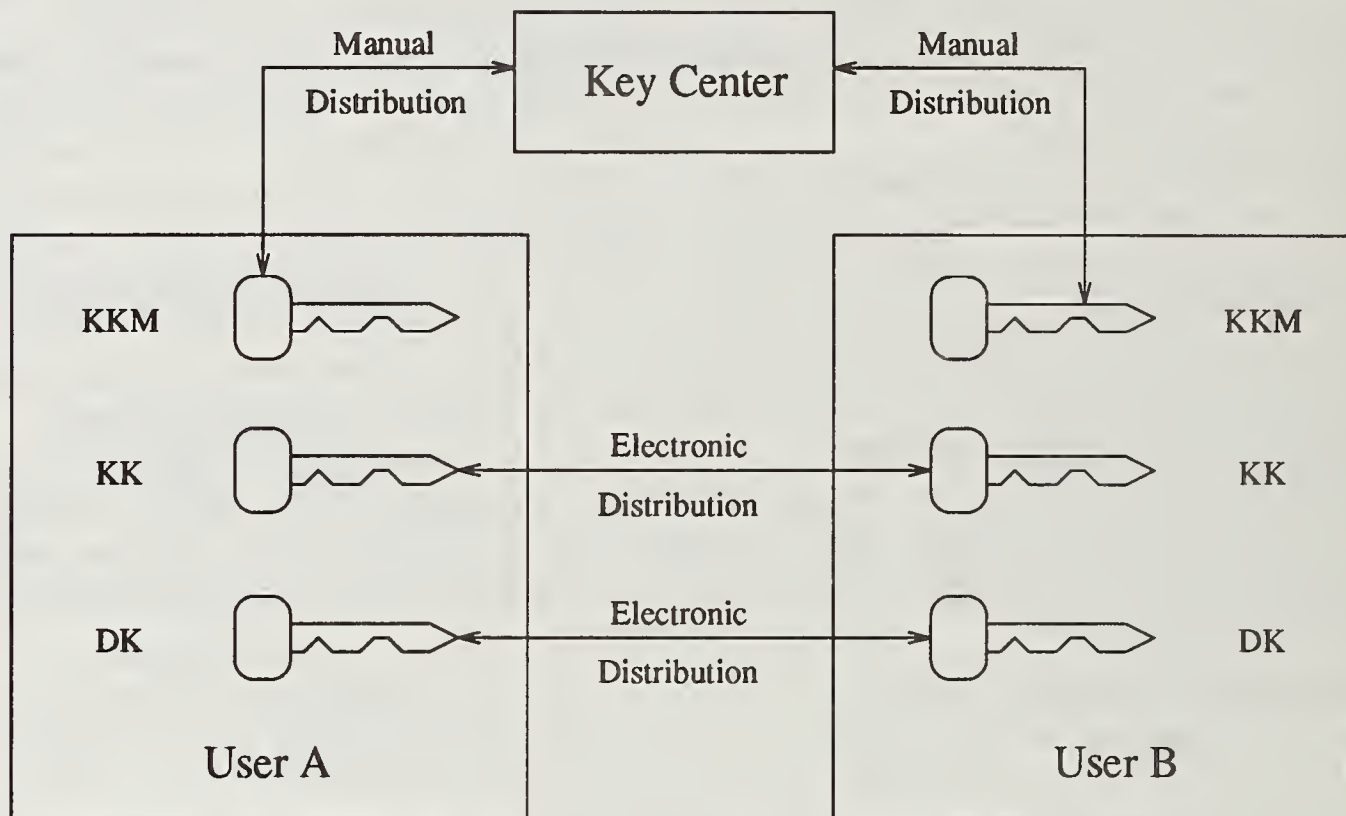 Manual
Distribution
Key Center
Manual
Distribution
KKM
KKM
KK
Electronic
Distribution
KK
DK
Electronic
Distribution
DK
User A
User B